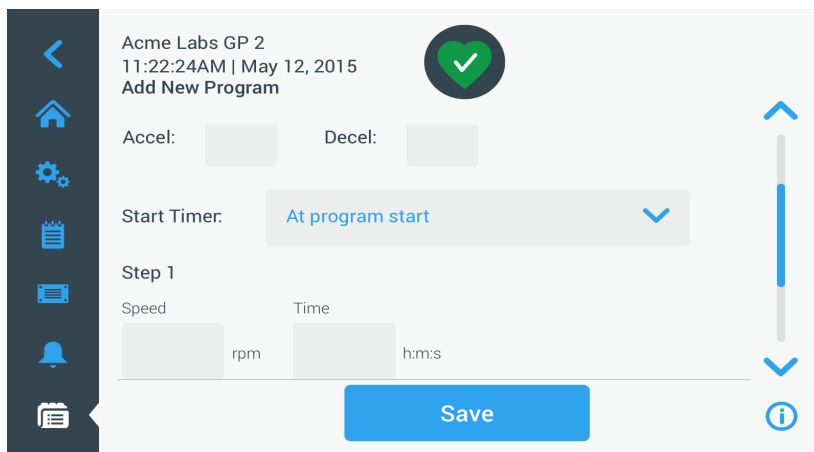 Acme Labs GP 2
11:22:24AM | May 12, 2015
Add New Program
Accel: Decel:
Start Timer: At program start
Step 1
Speed Time
rpm h:m:s
Save